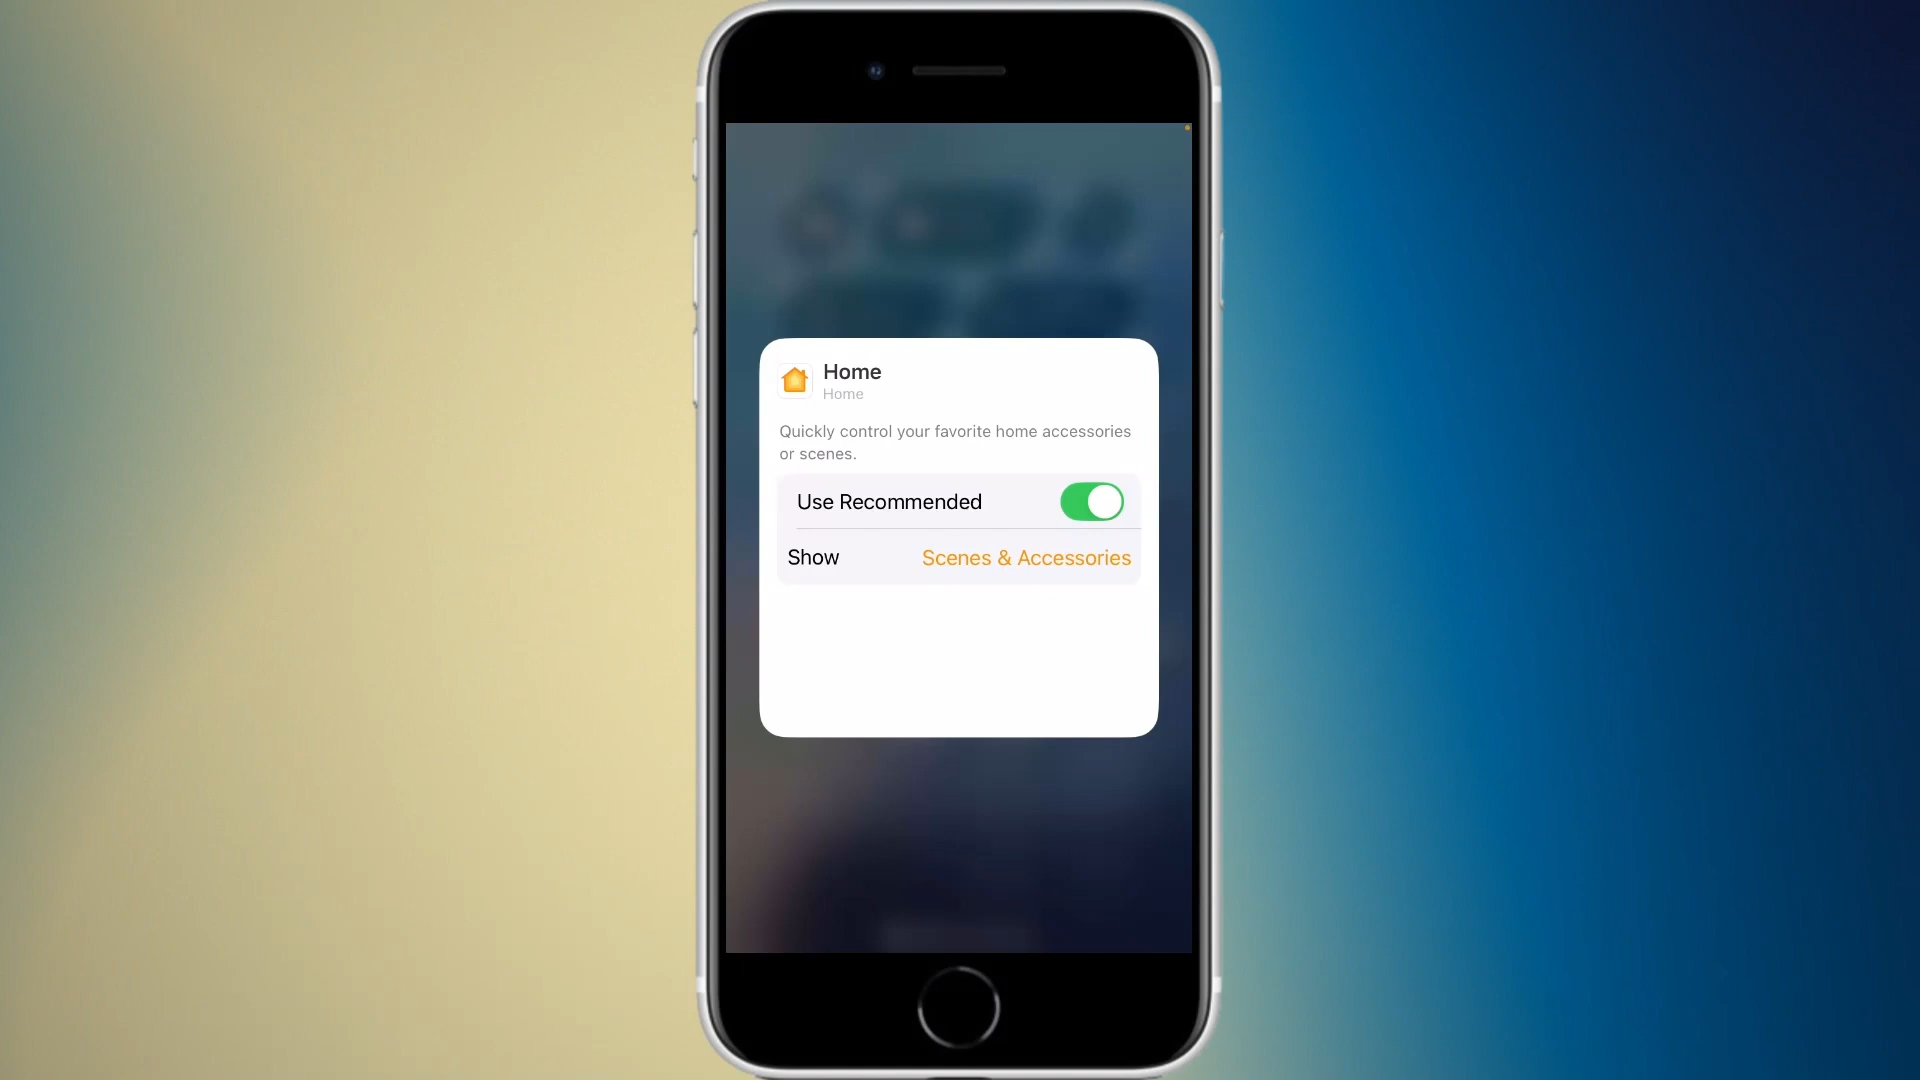 Home
Home
Quickly control your favorite home accessories
or scenes.
Use Recommended
Show Scenes & Accessories